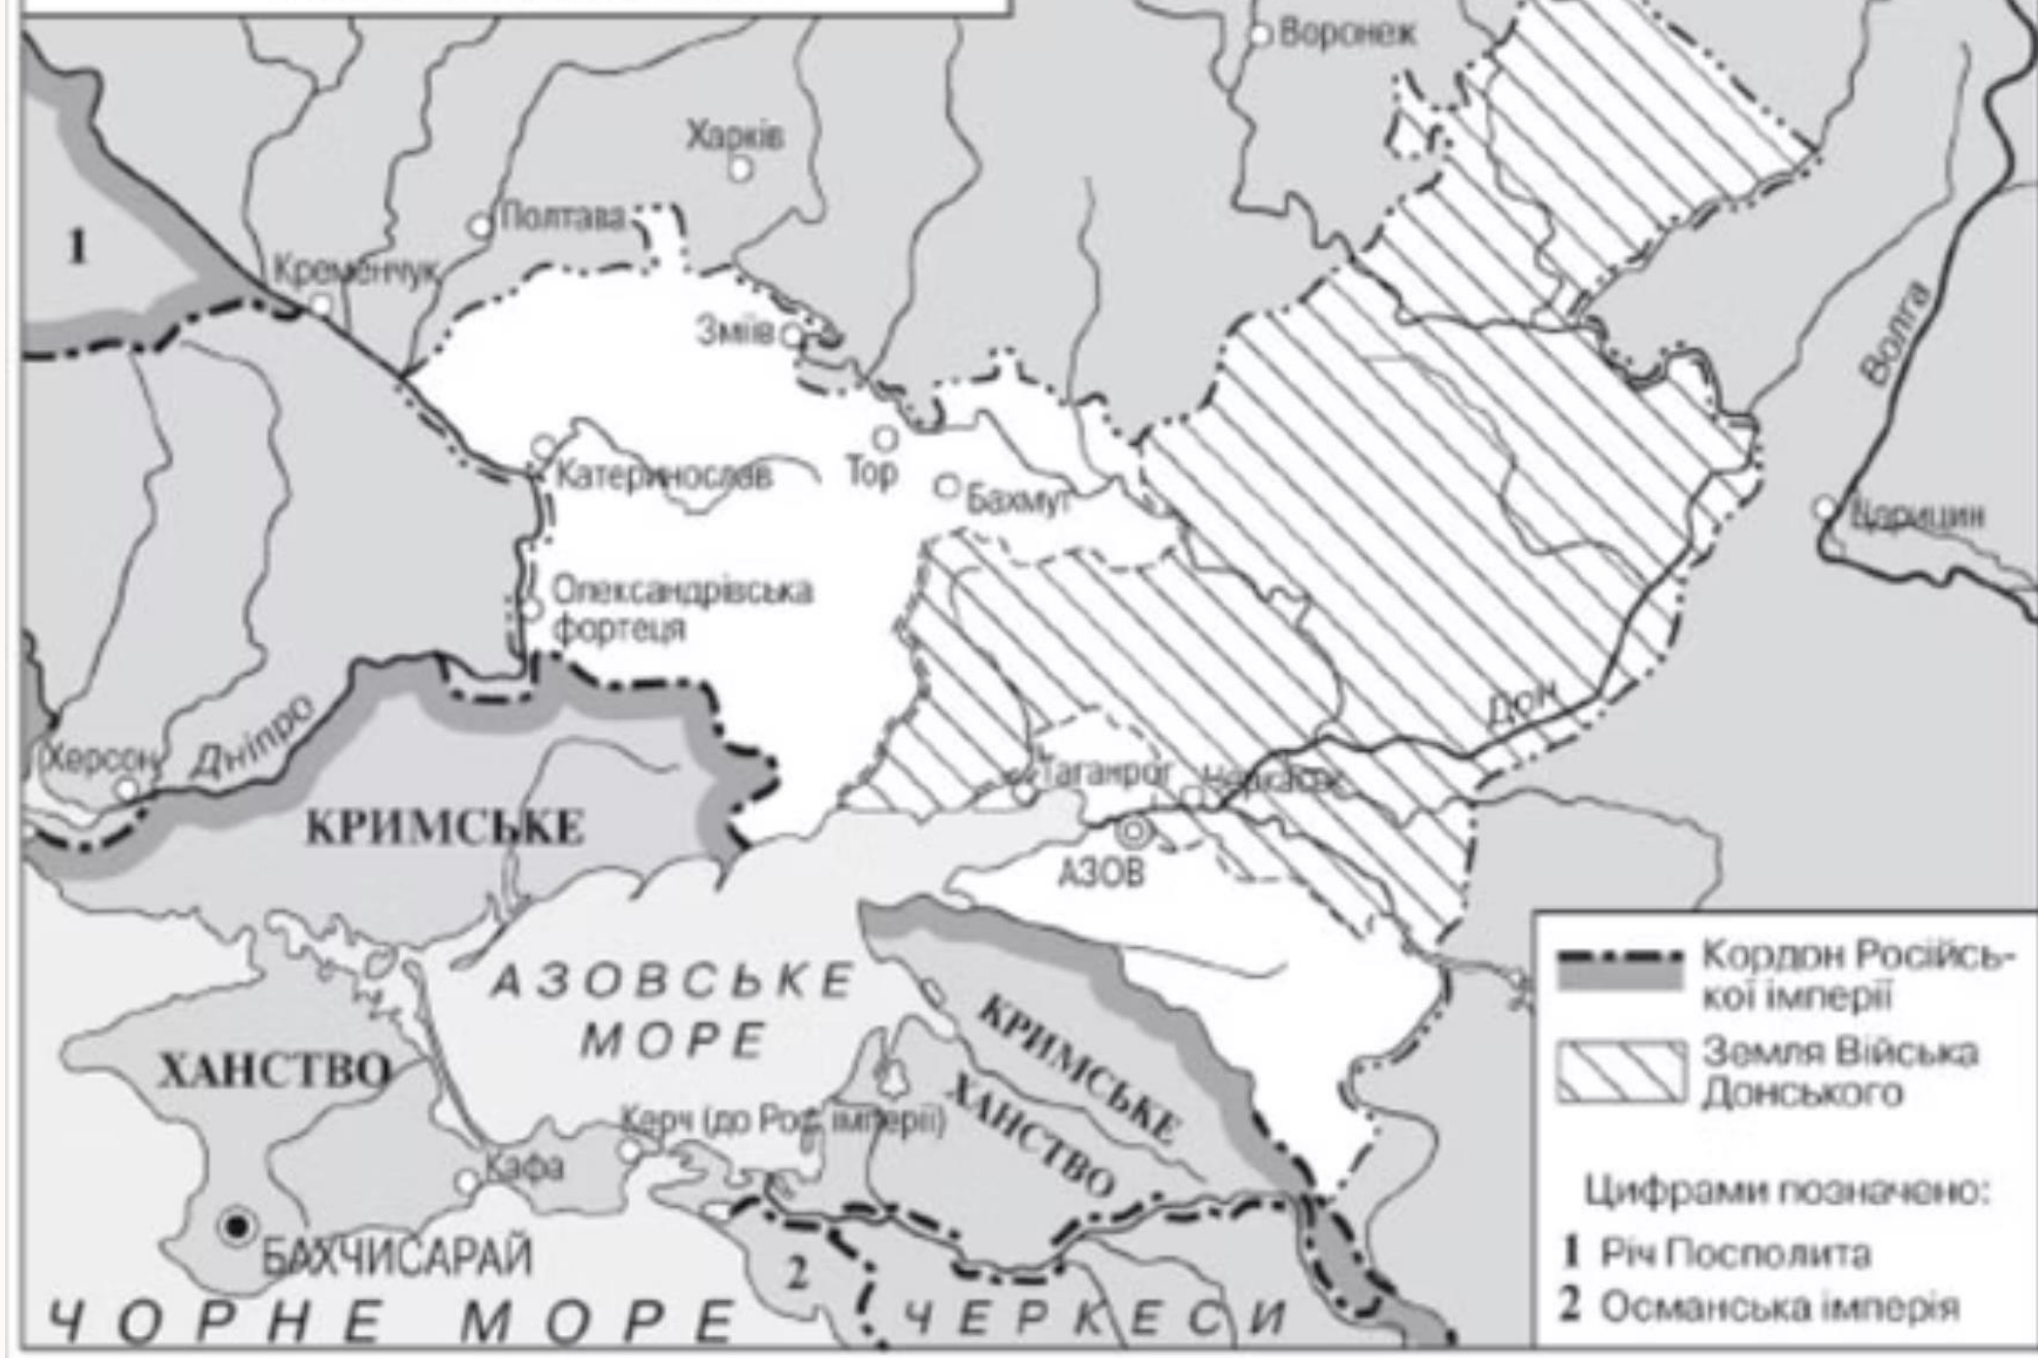 Воронеж
Харків
Полтава
1
Кременчук
Зміїв
Волга
Катеринослав
Тор
Бахмут
Царицин
Олександрівська
фортеця
Дон
Дніпро
Херсон
Таганрог
Черкаськ
КРИМСЬКЕ
АЗОВ
АЗОВСЬКЕ
МОРЕ
ХАНСТВО
КРИМСЬКЕ
ХАНСТВО
Керч (до Рос. імперії)
Кафа
БАХЧИСАРАЙ
2
ЧОРНЕ МОРЕ
ЧЕРКЕСИ
Кордон Російсь-
кої імперії
Земля Війська
Донського
Цифрами позначено:
1 Річ Посполита
2 Османська імперія